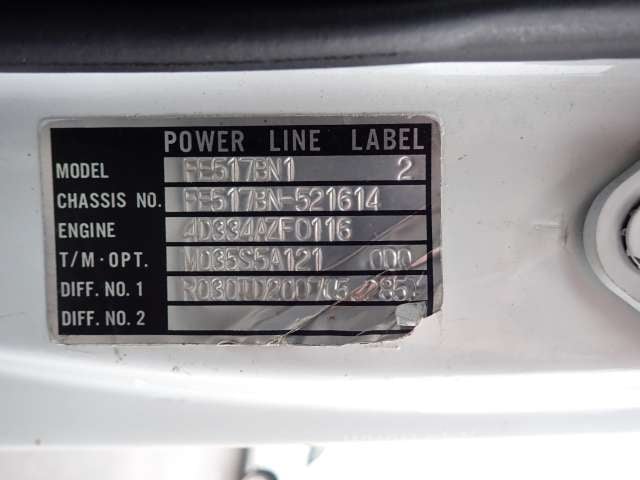 POWER LINE LABEL
MODEL FE517BN1 2
CHASSIS NO. FE517BN-521614
ENGINE 4D334AZF0116
T/M·OPT. M035S5A121 000
DIFF. NO. 1
DIFF. NO. 2